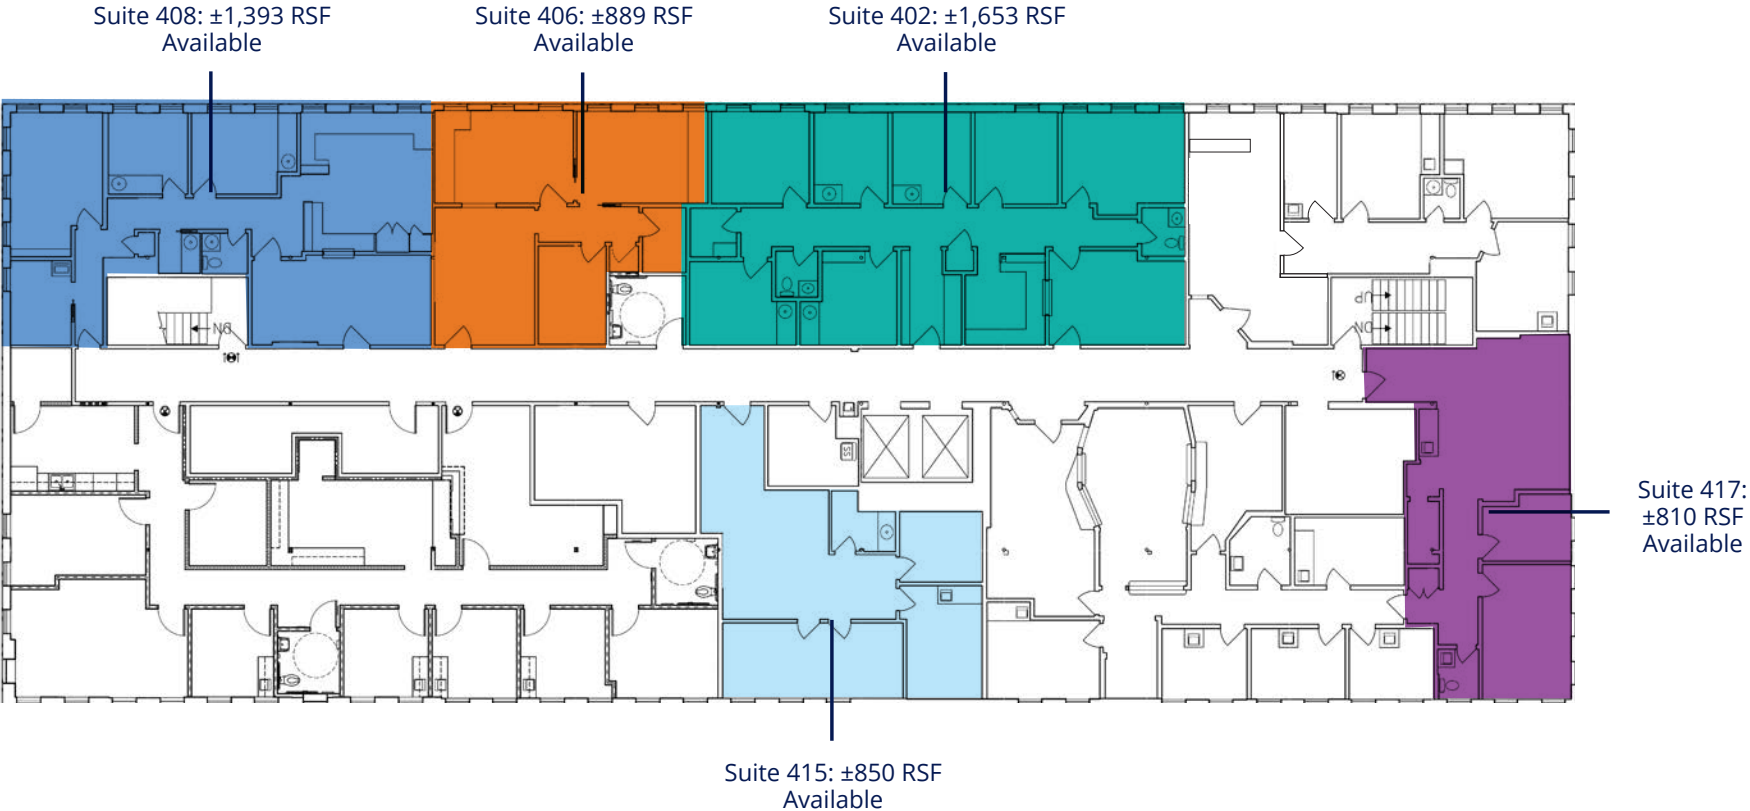 Suite 408: ±1,393 RSF
Available
Suite 406: ±889 RSF
Available
Suite 402: ±1,653 RSF
Available
UP
DN
DN
SS
Suite 417:
±810 RSF
Available
Suite 415: ±850 RSF
Available